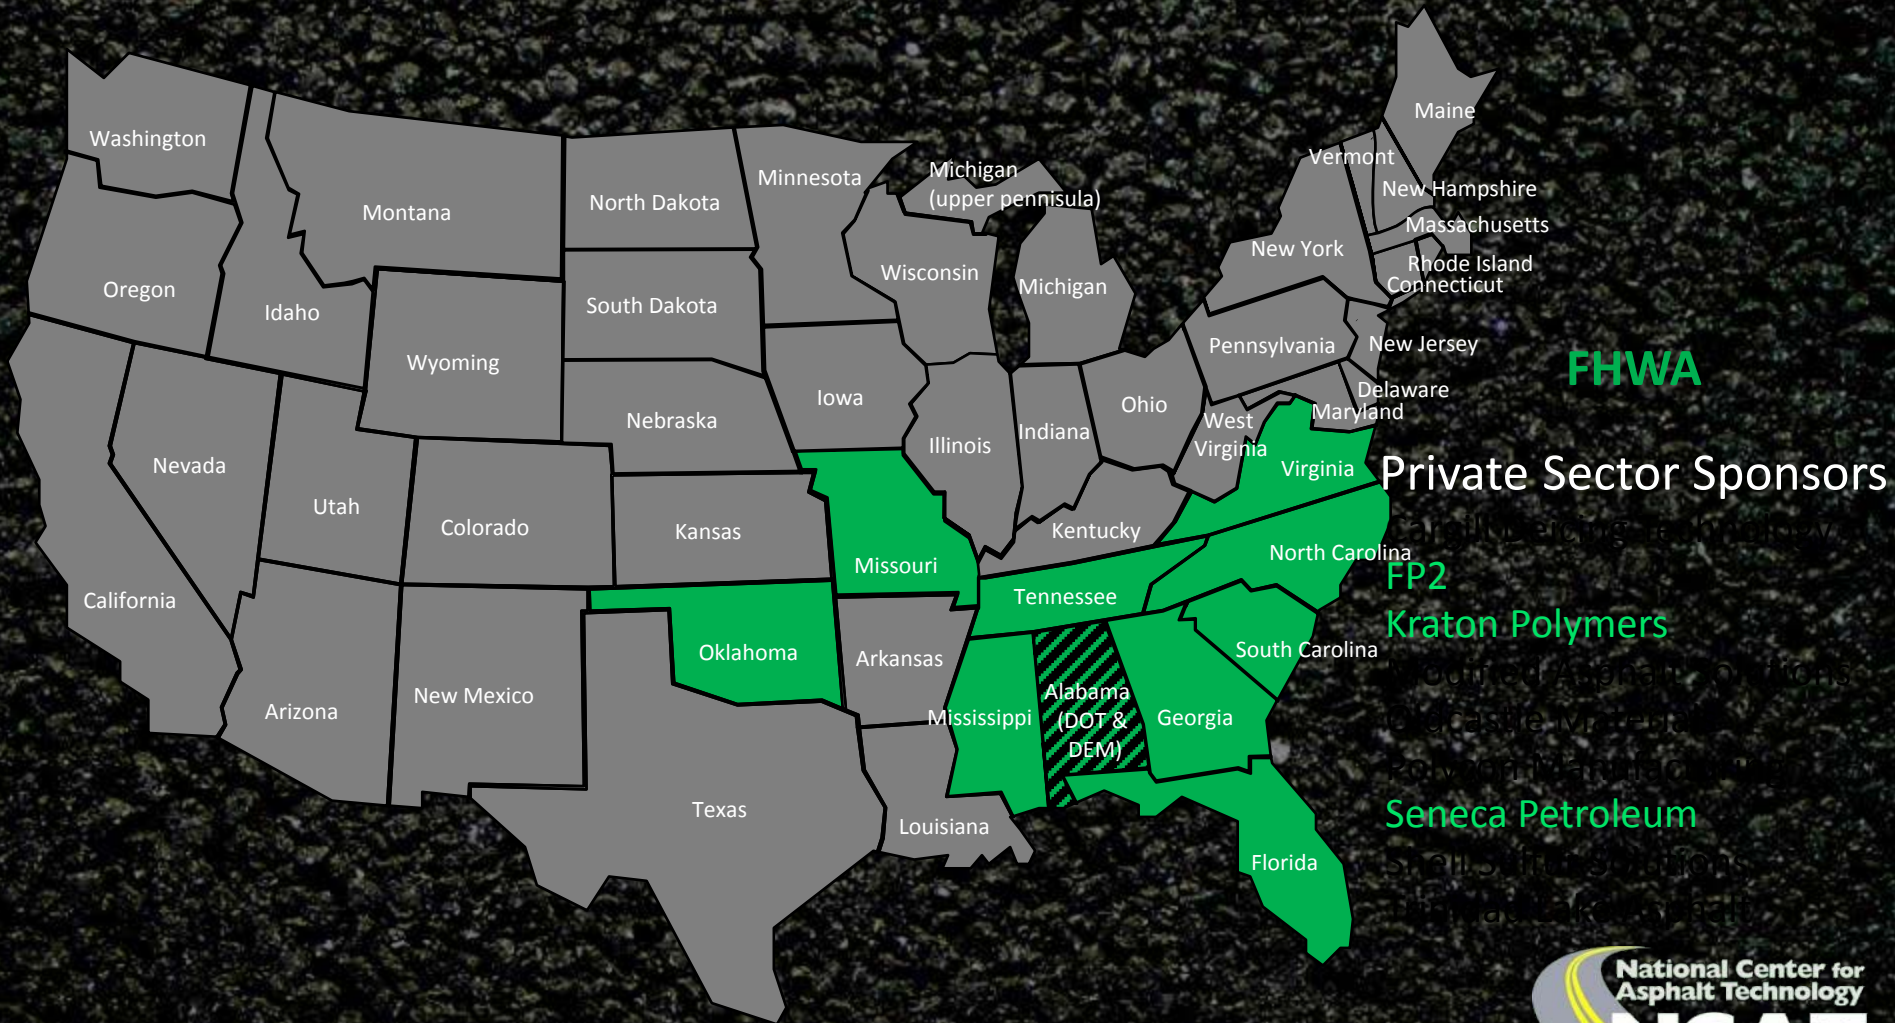 Maine
Washington
Vermont
Michigan
(upper pennisula)
Minnesota
New Hampshire
North Dakota
Montana
Massachusetts
New York
Rhode Island
Wisconsin
Connecticut
Michigan
Oregon
South Dakota
Idaho
Pennsylvania
New Jersey
Wyoming
FHWA
Delaware
Iowa
Ohio
Maryland
Nebraska
West
Virginia
Indiana
Illinois
Nevada
Virginia
Private Sector Sponsors
Utah
Colorado
Kansas
Kentucky
North Carolina
Missouri
FP2
California
Tennessee
Kraton Polymers
South Carolina
Oklahoma
Arkansas
New Mexico
Arizona
Mississippi
Alabama
(DOT &
DEM)
Georgia
Texas
Seneca Petroleum
Louisiana
Florida
National Center for
Asphalt Technology
NCAT